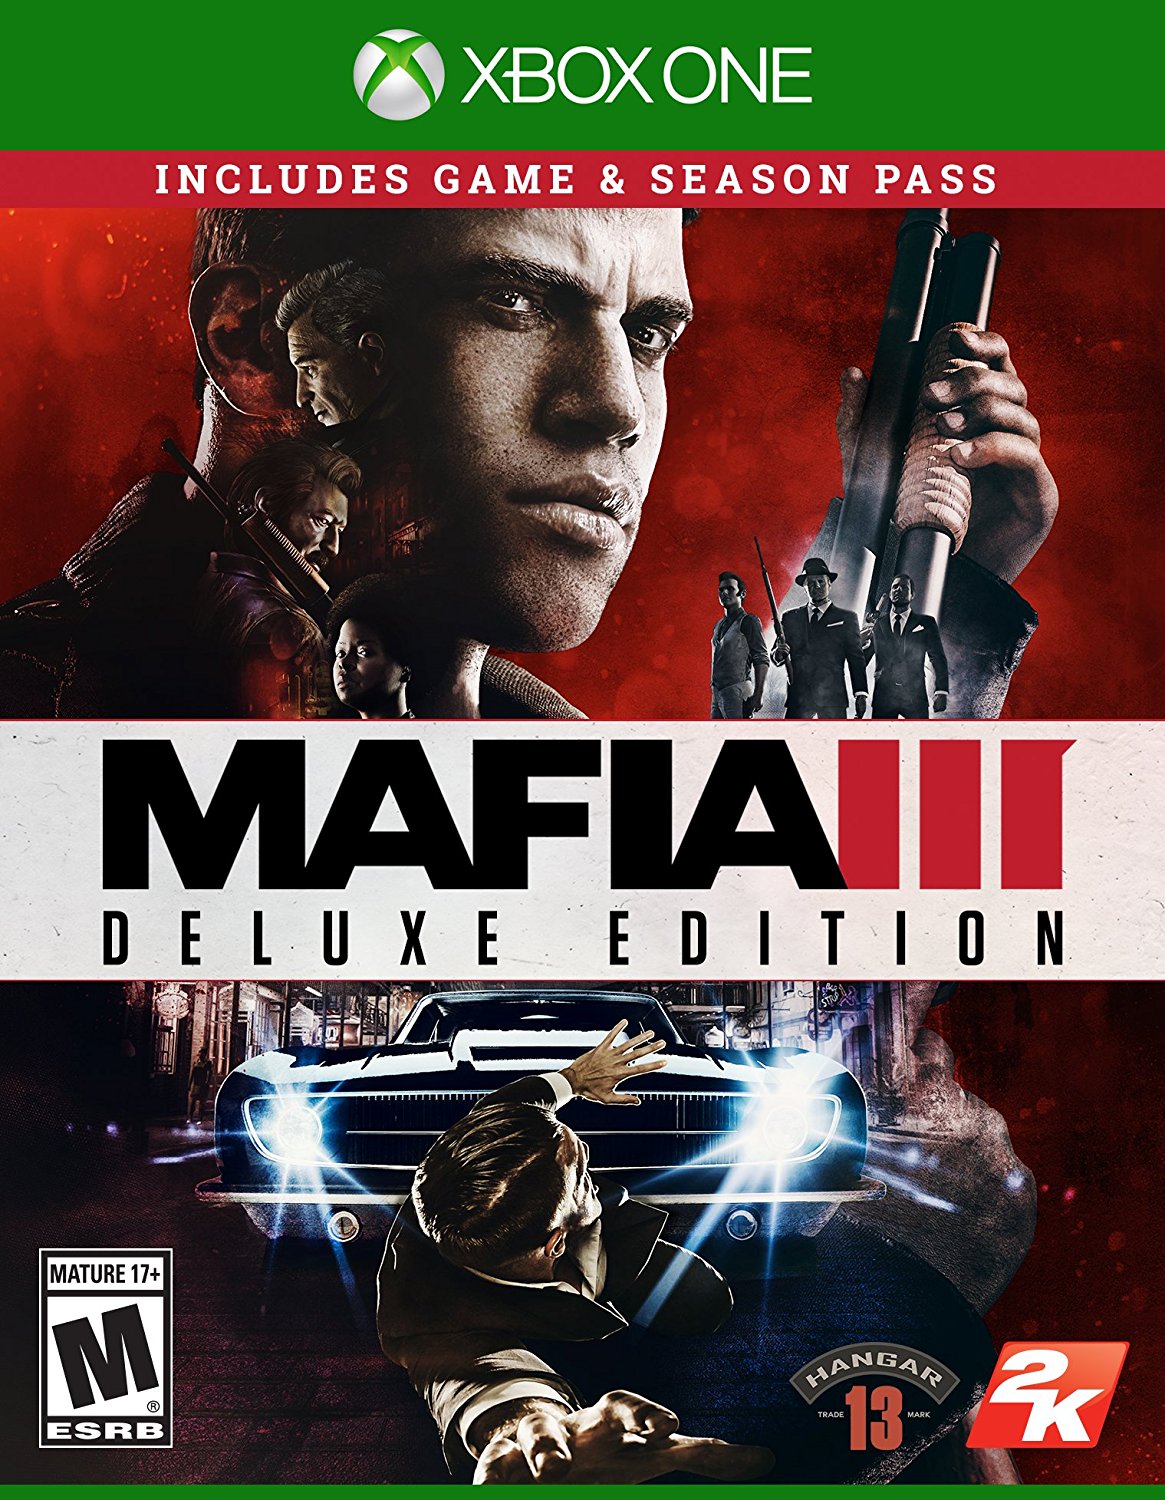 XBOX ONE
INCLUDES GAME & SEASON PASS
MAFIA III
DELUXE EDITION
MATURE 17+
M
®
ESRB
HANGAR
TRADE 13 MARK
2K